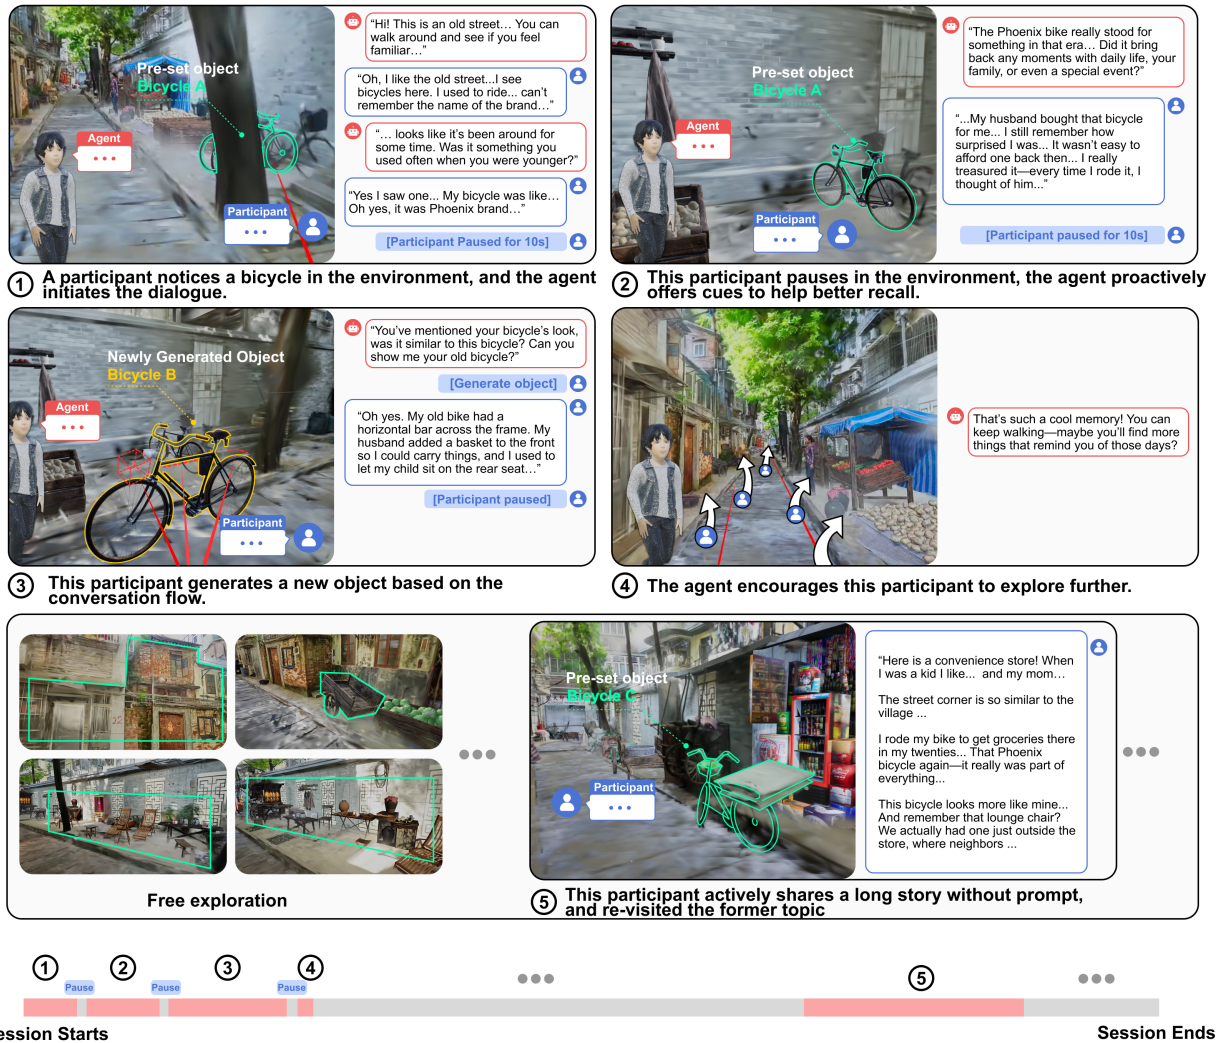 Pre-set object
Bicycle A
Agent
Participant
“Hi! This is an old street… You can
walk around and see if you feel
familiar…”
“Oh, I like the old street...I see
bicycles here. I used to ride... can’t
remember the name of the brand…”
“… looks like it’s been around for
some time. Was it something you
used often when you were younger?”
“Yes I saw one... My bicycle was like…
Oh yes, it was Phoenix brand…”
[Participant Paused for 10s]
1 A participant notices a bicycle in the environment, and the agent
initiates the dialogue.
Pre-set object
Bicycle A
Agent
Participant
“The Phoenix bike really stood for
something in that era… Did it bring
back any moments with daily life, your
family, or even a special event?”
“...My husband bought that bicycle
for me... I still remember how
surprised I was... It wasn’t easy to
afford one back then... I really
treasured it—every time I rode it, I
thought of him...”
[Participant paused for 10s]
2 This participant pauses in the environment, the agent proactively
offers cues to help better recall.
Newly Generated Object
Bicycle B
Agent
Participant
“You’ve mentioned your bicycle’s look,
was it similar to this bicycle? Can you
show me your old bicycle?”
[Generate object]
“Oh yes. My old bike had a
horizontal bar across the frame. My
husband added a basket to the front
so I could carry things, and I used to
let my child sit on the rear seat…”
[Participant paused]
3 This participant generates a new object based on the
conversation flow.
That’s such a cool memory! You can
keep walking—maybe you’ll find more
things that remind you of those days?
4 The agent encourages this participant to explore further.
22
Free exploration
Pre-set object
Bicycle C
Participant
“Here is a convenience store! When
I was a kid I like... and my mom…
The street corner is so similar to the
village ...
I rode my bike to get groceries there
in my twenties... That Phoenix
bicycle again—it really was part of
everything...
This bicycle looks more like mine...
And remember that lounge chair?
We actually had one just outside the
store, where neighbors ...
5 This participant actively shares a long story without prompt,
and re-visited the former topic
1 2 3 4 5
Pause Pause Pause
ession Starts
Session Ends